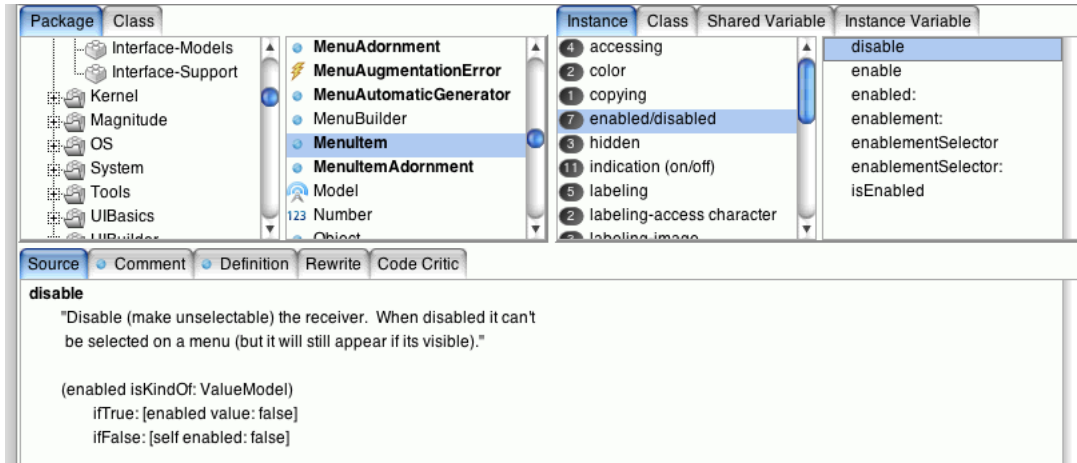 Package
Class
Instance
Class
Shared Variable
Instance Variable
Interface-Models
Interface-Support
Kernel
Magnitude
OS
System
Tools
UIBasics
UIBuilder
MenuAdornment
MenuAugmentationError
MenuAutomaticGenerator
MenuBuilder
MenuItem
MenuItemAdornment
Model
123 Number
Object
4 accessing
2 color
1 copying
7 enabled/disabled
3 hidden
11 indication (on/off)
5 labeling
2 labeling-access character
labeling-image
disable
enable
enabled:
enablement:
enablementSelector
enablementSelector:
isEnabled
Source
Comment
Definition
Rewrite
Code Critic
disable
"Disable (make unselectable) the receiver. When disabled it can't
be selected on a menu (but it will still appear if its visible)."
(enabled isKindOf: ValueModel)
ifTrue: [enabled value: false]
ifFalse: [self enabled: false]